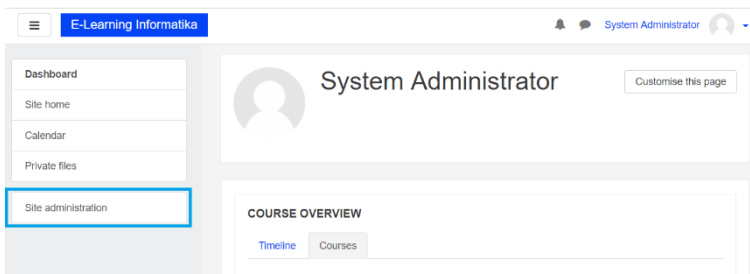 E-Learning Informatika
System Administrator
Dashboard
Site home
Calendar
Private files
Site administration
System Administrator
Customise this page
COURSE OVERVIEW
Timeline
Courses